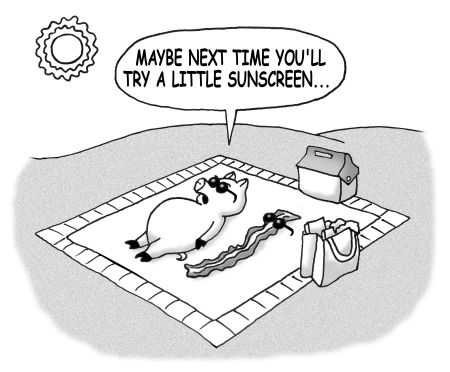 MAYBE NEXT TIME YOU'LL
TRY A LITTLE SUNSCREEN...